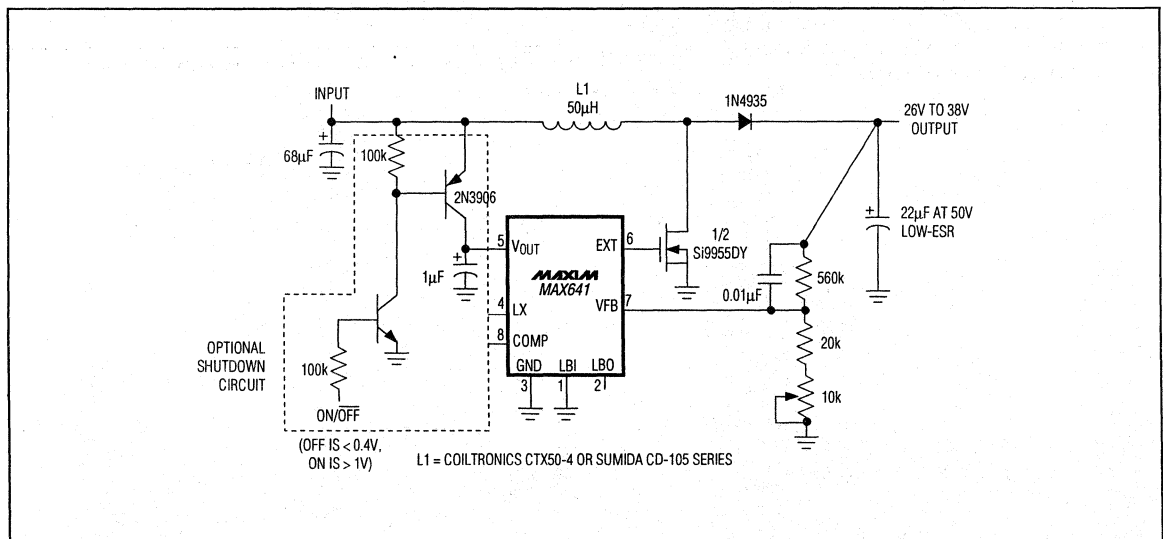 L1
50µH
INPUT
1N4935
26V TO 38V
OUTPUT
+
68µF
100k
2N3906
+
22µF AT 50V
LOW-ESR
5
VOUT
EXT
6
1/2
Si9955DY
+
1µF
MAXIM
MAX641
0.01µF
560k
VFB
7
4
LX
8
COMP
20k
OPTIONAL
SHUTDOWN
CIRCUIT
100k
GND
LBI
LBO
3
1
2
10k
ON/OFF
(OFF IS < 0.4V,
ON IS > 1V)
L1 = COILTRONICS CTX50-4 OR SUMIDA CD-105 SERIES